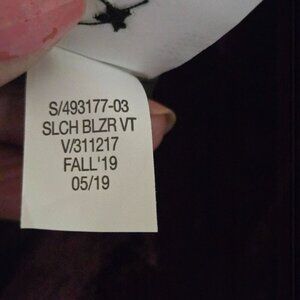 S/493177-03
SLCH BLZR VT
V/311217
FALL'19
05/19